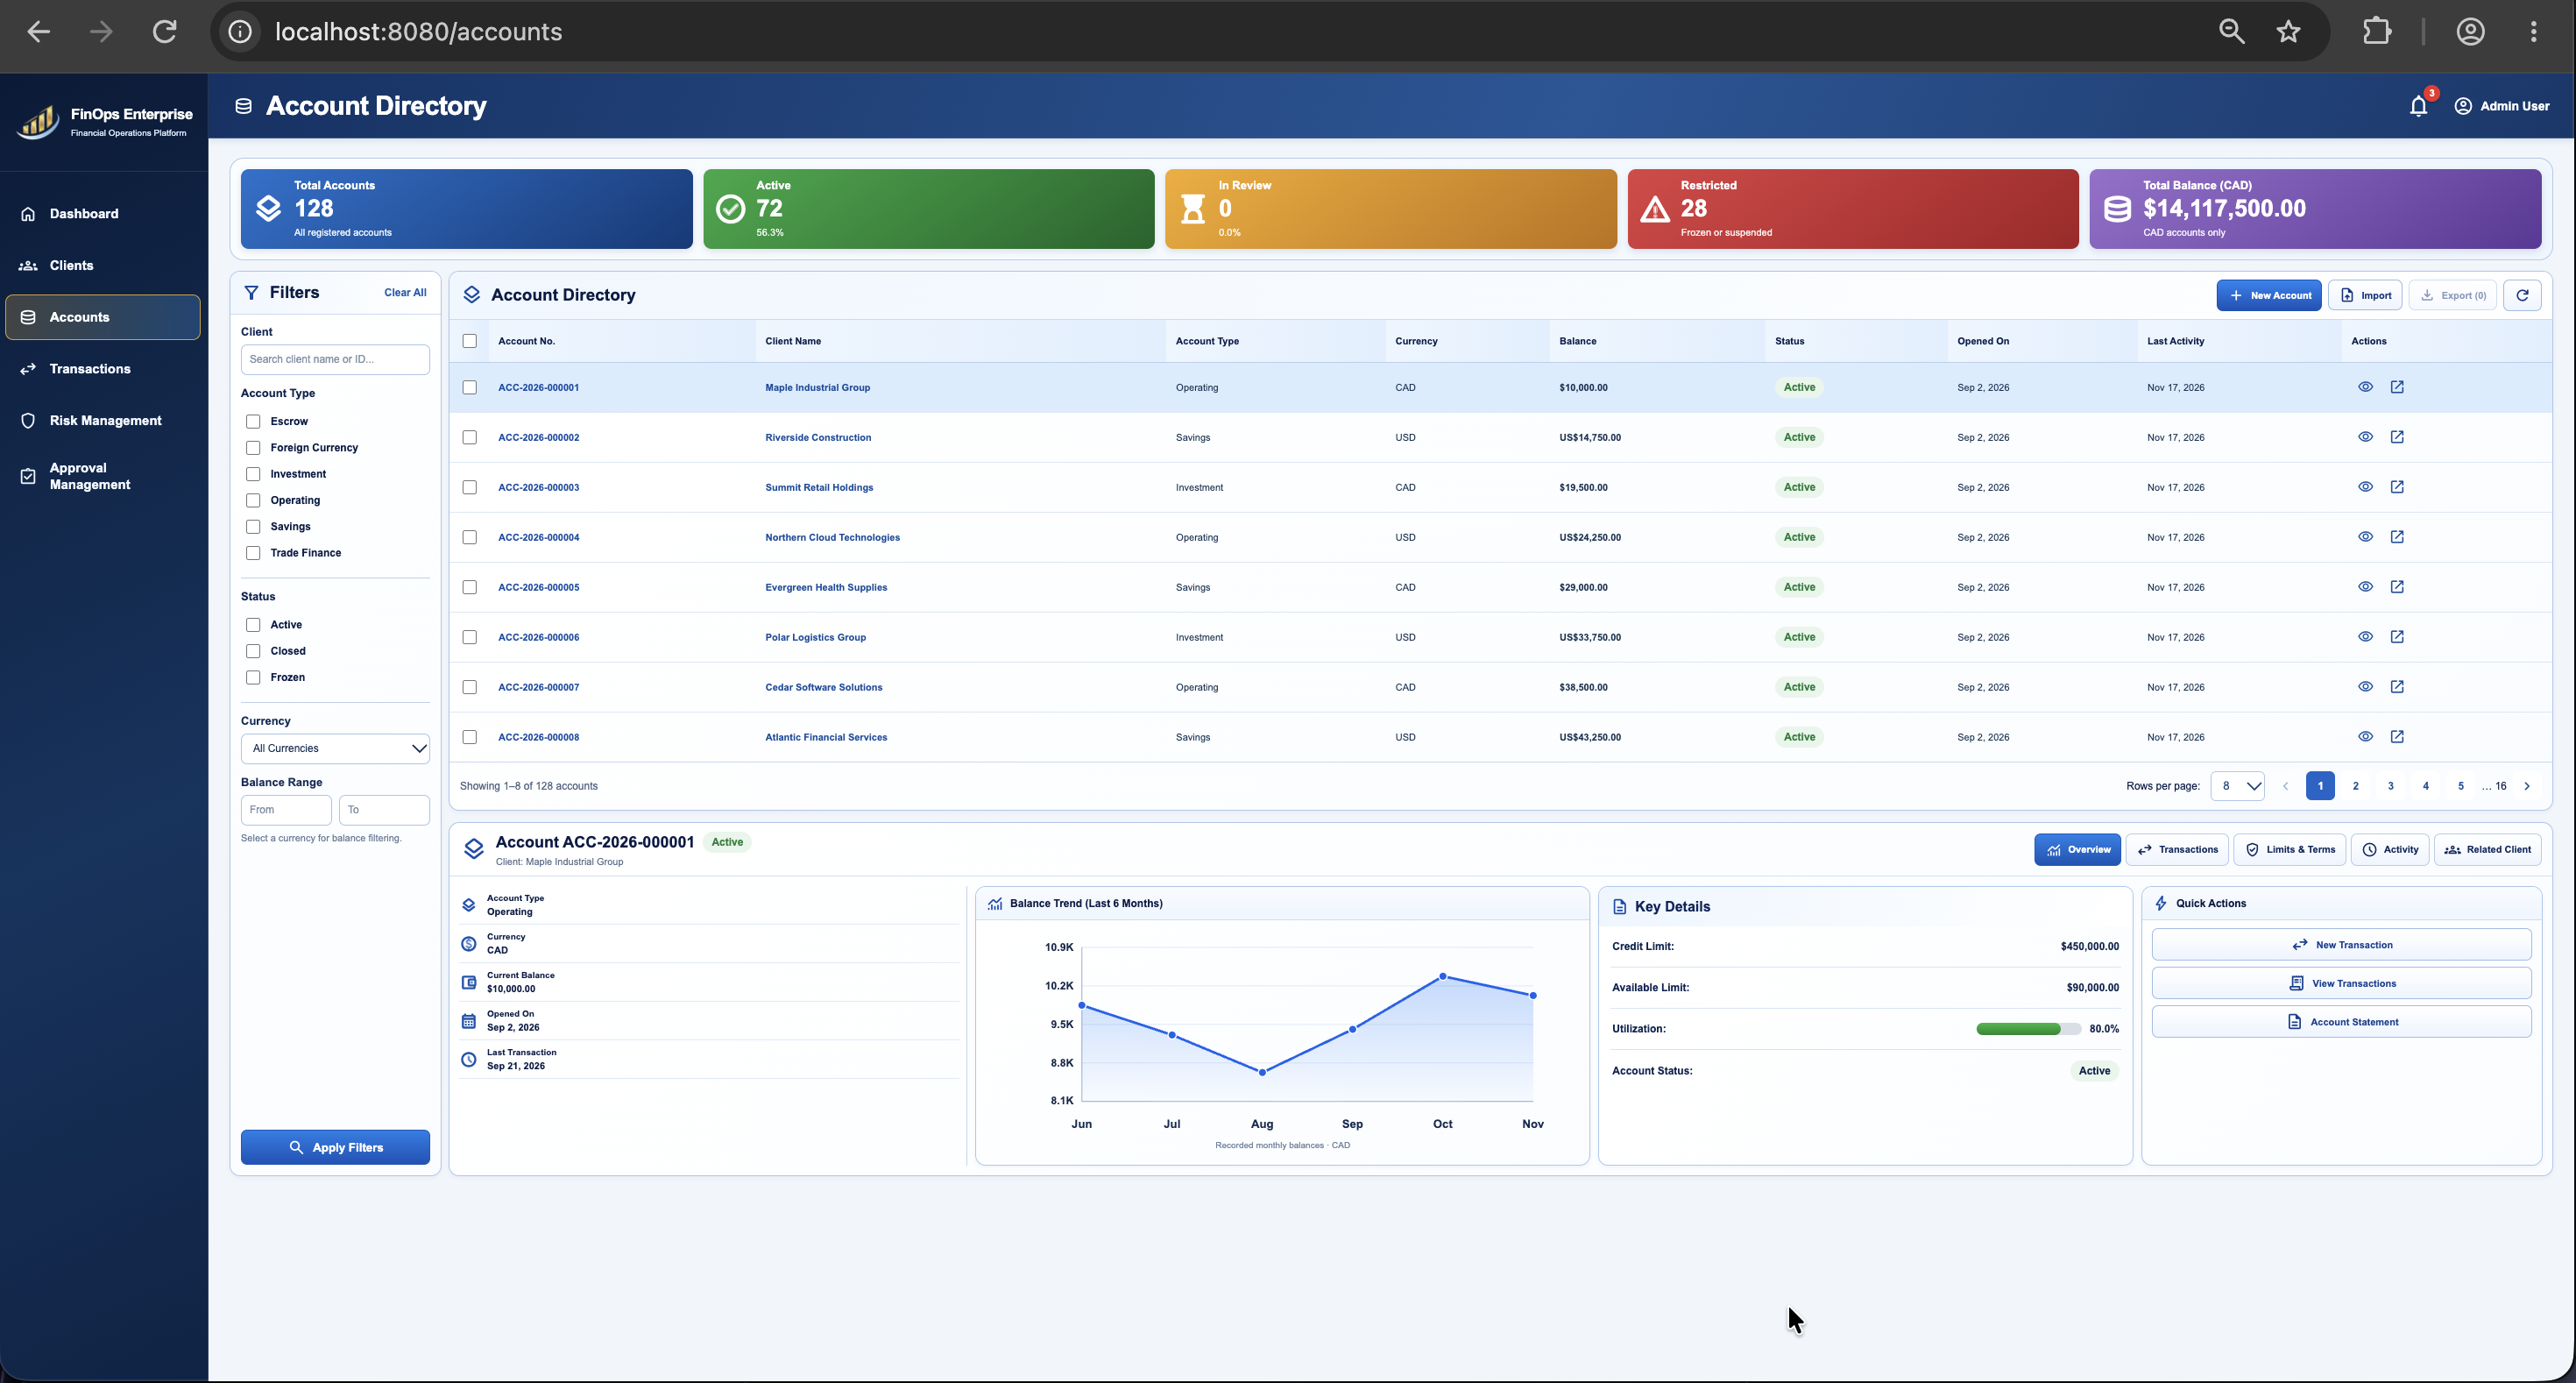 localhost:8080/accounts
FinOps Enterprise
Financial Operations Platform
Dashboard
Clients
Accounts
Transactions
Risk Management
Approval
Management
Account Directory
3
Admin User
Total Accounts
128
All registered accounts
Active
72
56.3%
In Review
0
0.0%
Restricted
28
Frozen or suspended
Total Balance (CAD)
$14,117,500.00
CAD accounts only
Filters Clear All
Client
Search client name or ID...
Account Type
Escrow
Foreign Currency
Investment
Operating
Savings
Trade Finance
Status
Active
Closed
Frozen
Currency
All Currencies
Balance Range
From To
Select a currency for balance filtering.
Apply Filters
Account Directory
New Account Import Export (0)
Account No. Client Name Account Type Currency Balance Status Opened On Last Activity Actions
ACC-2026-000001 Maple Industrial Group Operating CAD $10,000.00 Active Sep 2, 2026 Nov 17, 2026
ACC-2026-000002 Riverside Construction Savings USD US$14,750.00 Active Sep 2, 2026 Nov 17, 2026
ACC-2026-000003 Summit Retail Holdings Investment CAD $19,500.00 Active Sep 2, 2026 Nov 17, 2026
ACC-2026-000004 Northern Cloud Technologies Operating USD US$24,250.00 Active Sep 2, 2026 Nov 17, 2026
ACC-2026-000005 Evergreen Health Supplies Savings CAD $29,000.00 Active Sep 2, 2026 Nov 17, 2026
ACC-2026-000006 Polar Logistics Group Investment USD US$33,750.00 Active Sep 2, 2026 Nov 17, 2026
ACC-2026-000007 Cedar Software Solutions Operating CAD $38,500.00 Active Sep 2, 2026 Nov 17, 2026
ACC-2026-000008 Atlantic Financial Services Savings USD US$43,250.00 Active Sep 2, 2026 Nov 17, 2026
Showing 1–8 of 128 accounts
Rows per page: 8 1 2 3 4 5 ... 16
Account ACC-2026-000001 Active
Client: Maple Industrial Group
Overview Transactions Limits & Terms Activity Related Client
Account Type
Operating
Currency
CAD
Current Balance
$10,000.00
Opened On
Sep 2, 2026
Last Transaction
Sep 21, 2026
Balance Trend (Last 6 Months)
10.9K
10.2K
9.5K
8.8K
8.1K
Jun Jul Aug Sep Oct Nov
Recorded monthly balances · CAD
Key Details
Credit Limit: $450,000.00
Available Limit: $90,000.00
Utilization: 80.0%
Account Status: Active
Quick Actions
New Transaction
View Transactions
Account Statement